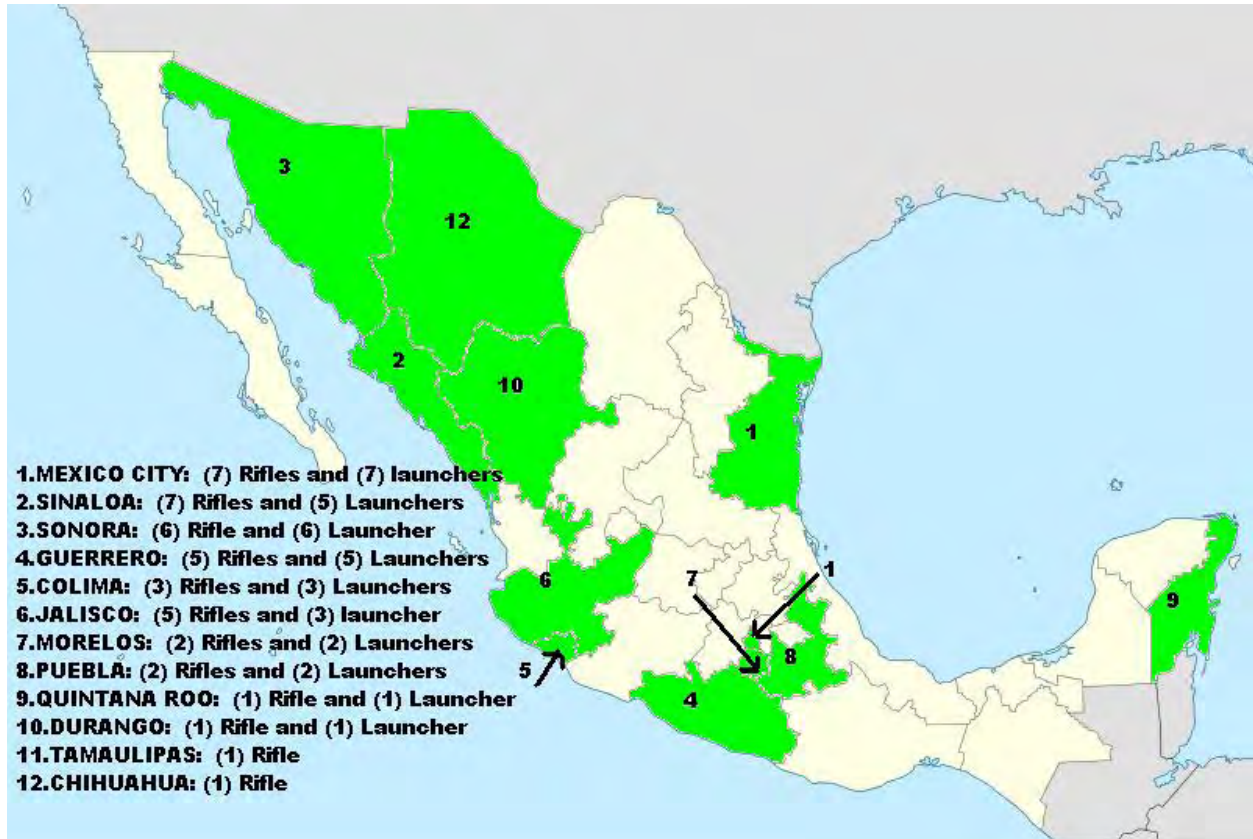 3
12
2
10
1
1.MEXICO CITY: (7) Rifles and (7) launchers
2.SINALOA: (7) Rifles and (5) Launchers
3.SONORA: (6) Rifle and (6) Launcher
4.GUERRERO: (5) Rifles and (5) Launchers
5.COLIMA: (3) Rifles and (3) Launchers
6.JALISCO: (5) Rifles and (3) launcher
7.MORELOS: (2) Rifles and (2) Launchers
8.PUEBLA: (2) Rifles and (2) Launchers
9.QUINTANA ROO: (1) Rifle and (1) Launcher
10.DURANGO: (1) Rifle and (1) Launcher
11.TAMAULIPAS: (1) Rifle
12.CHIHUAHUA: (1) Rifle
6
7
1
9
5
8
4